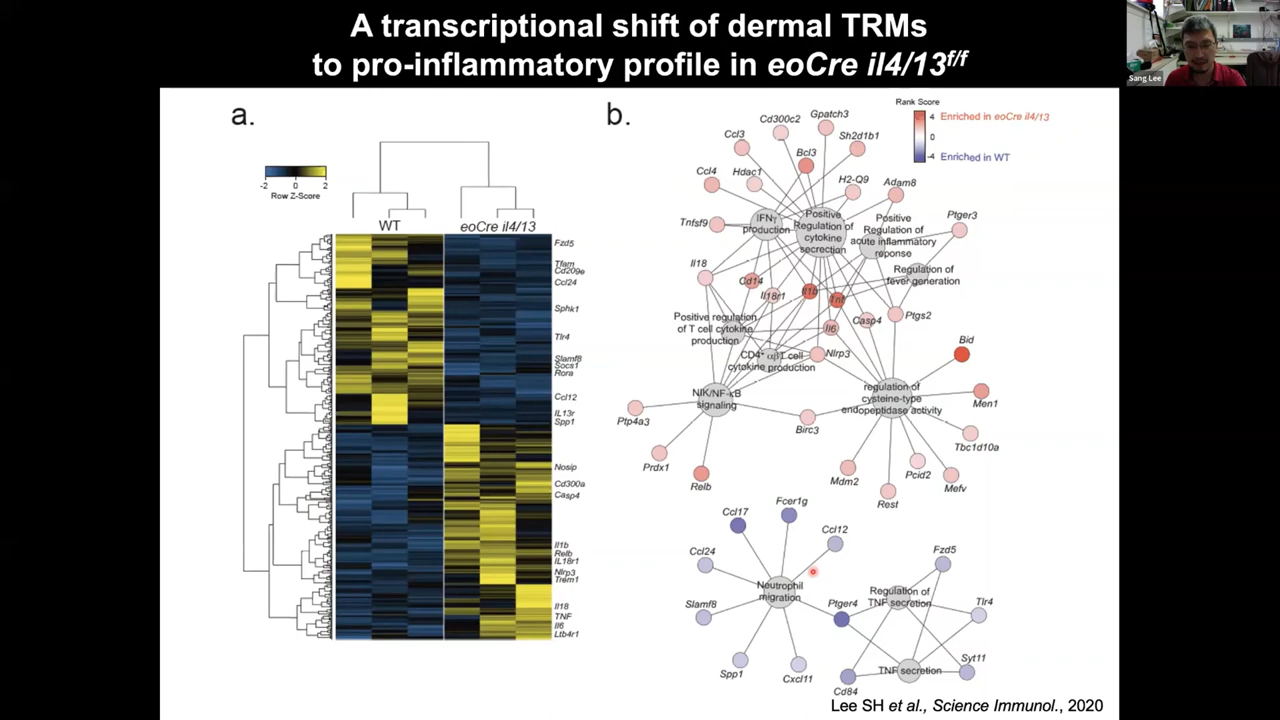 A transcriptional shift of dermal TRMs
to pro-inflammatory profile in eoCre il4/13f/f
Sang Lee
a.
-2 0 2
Row Z-Score
WT
eoCre il4/13
Fzd5
Tfam
Cd209e
Ccl24
Sphk1
Tlr4
Slamf8
Socs1
Rora
Ccl12
IL13r
Spp1
Nosip
Cd300a
Casp4
Il1b
Relb
IL18r1
Nlrp3
Trem1
Il18
TNF
Il6
Ltb4r1
b.
Rank Score
4 Enriched in eoCre il4/13
0
-4 Enriched in WT
Gpatch3
Cd300c2
Ccl3
Sh2d1b1
Bcl3
Ccl4
Hdac1
H2-Q9
Adam8
Tnfsf9
IFNγ
production
Positive
Regulation of
cytokine
secrection
Positive
Regulation of
acute inflammatory
reponse
Ptger3
Il18
Cd14
Il18r1
Il1b
Tnf
Regulation of
fever generation
Positive regulation
of T cell cytokine
production
Il6
Casp4
Ptgs2
CD4+ αβT cell
cytokine production
Nlrp3
Bid
NIK/NF-κB
signaling
regulation of
cysteine-type
endopeptidase activity
Men1
Ptp4a3
Birc3
Tbc1d10a
Prdx1
Relb
Mdm2
Pcid2
Mefv
Rest
Fcer1g
Ccl17
Ccl12
Ccl24
Fzd5
Neutrophil
migration
Regulation of
TNF secretion
Slamf8
Ptger4
Tlr4
Spp1
Cxcl11
TNF secretion
Syt11
Cd84
Lee SH et al., Science Immunol., 2020